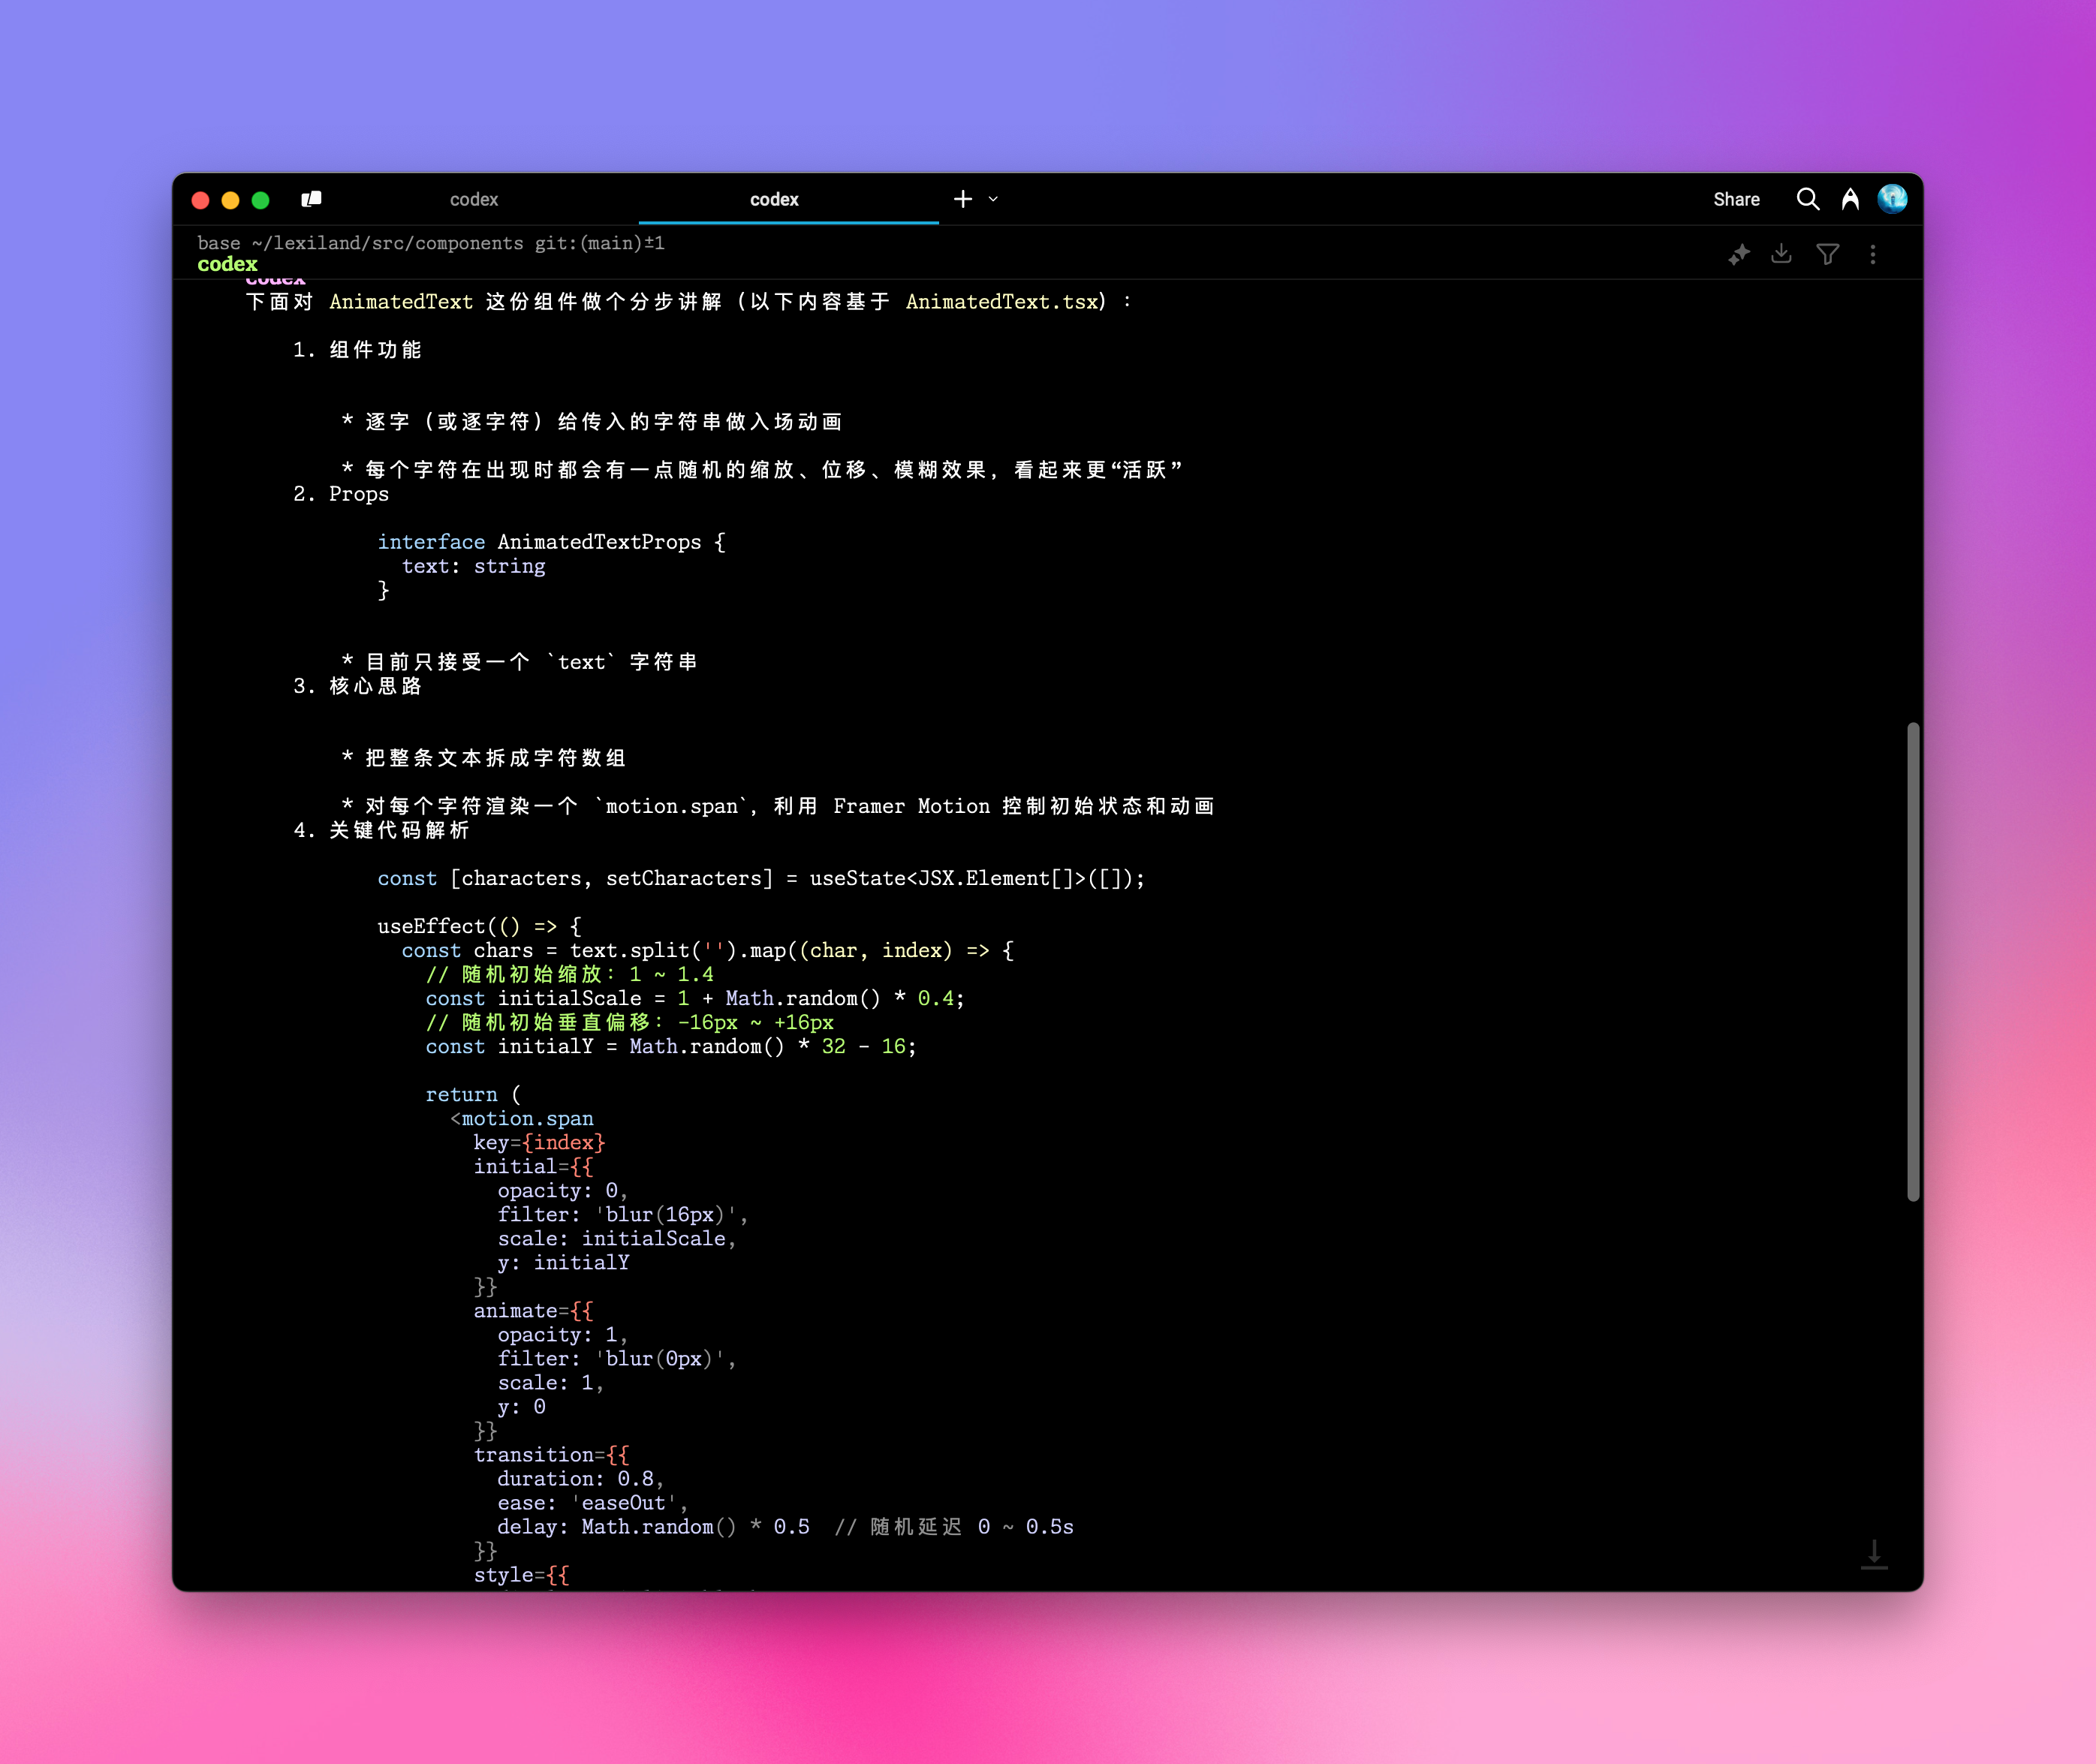 codex
codex
Share
base ~/lexiland/src/components git:(main)±1
codex
codex
下面对 AnimatedText 这份组件做个分步讲解（以下内容基于 AnimatedText.tsx）：
1. 组件功能
* 逐字（或逐字符）给传入的字符串做入场动画
* 每个字符在出现时都会有一点随机的缩放、位移、模糊效果，看起来更“活跃”
2. Props
interface AnimatedTextProps {
text: string
}
* 目前只接受一个 `text` 字符串
3. 核心思路
* 把整条文本拆成字符数组
* 对每个字符渲染一个 `motion.span`，利用 Framer Motion 控制初始状态和动画
4. 关键代码解析
const [characters, setCharacters] = useState<JSX.Element[]>([]);
useEffect(() => {
const chars = text.split('').map((char, index) => {
// 随机初始缩放：1 ~ 1.4
const initialScale = 1 + Math.random() * 0.4;
// 随机初始垂直偏移：-16px ~ +16px
const initialY = Math.random() * 32 - 16;
return (
<motion.span
key={index}
initial={{
opacity: 0,
filter: 'blur(16px)',
scale: initialScale,
y: initialY
}}
animate={{
opacity: 1,
filter: 'blur(0px)',
scale: 1,
y: 0
}}
transition={{
duration: 0.8,
ease: 'easeOut',
delay: Math.random() * 0.5  // 随机延迟 0 ~ 0.5s
}}
style={{